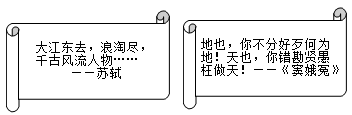 大江东去，浪淘尽，
千古风流人物……
——苏轼
地也，你不分好歹何为
地！天也，你错勘贤愚
枉做天！——《窦娥冤》